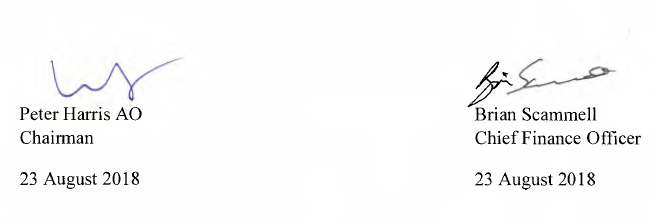 Peter Harris AO
Chairman
23 August 2018
Brian Scammell
Chief Finance Officer
23 August 2018